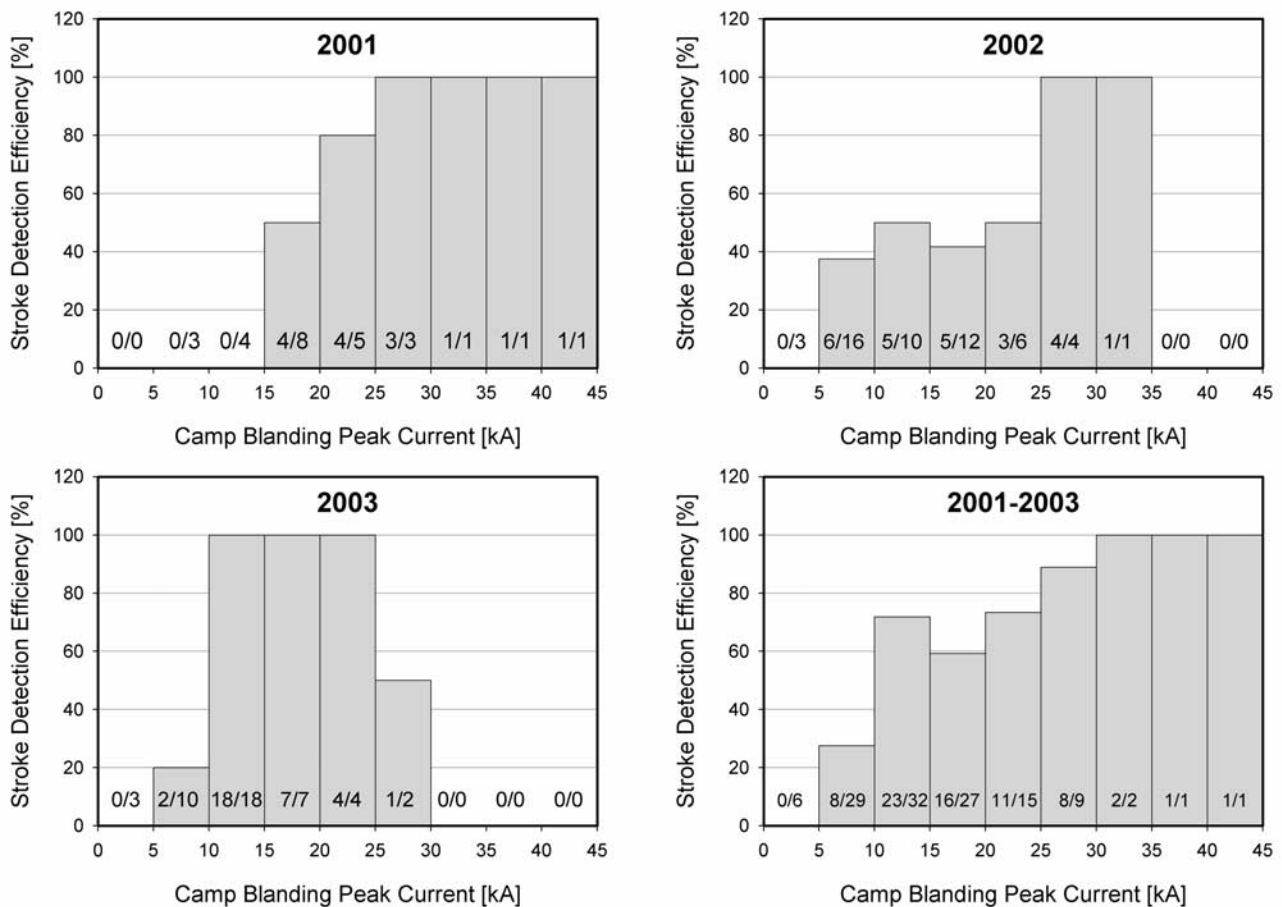 2001
Stroke Detection Efficiency [%]
120
100
80
60
40
20
0
0/0 0/3 0/4 4/8 4/5 3/3 1/1 1/1 1/1
0 5 10 15 20 25 30 35 40 45
Camp Blanding Peak Current [kA]
2002
Stroke Detection Efficiency [%]
120
100
80
60
40
20
0
0/3 6/16 5/10 5/12 3/6 4/4 1/1 0/0 0/0
0 5 10 15 20 25 30 35 40 45
Camp Blanding Peak Current [kA]
2003
Stroke Detection Efficiency [%]
120
100
80
60
40
20
0
0/3 2/10 18/18 7/7 4/4 1/2 0/0 0/0 0/0
0 5 10 15 20 25 30 35 40 45
Camp Blanding Peak Current [kA]
2001-2003
Stroke Detection Efficiency [%]
120
100
80
60
40
20
0
0/6 8/29 23/32 16/27 11/15 8/9 2/2 1/1 1/1
0 5 10 15 20 25 30 35 40 45
Camp Blanding Peak Current [kA]